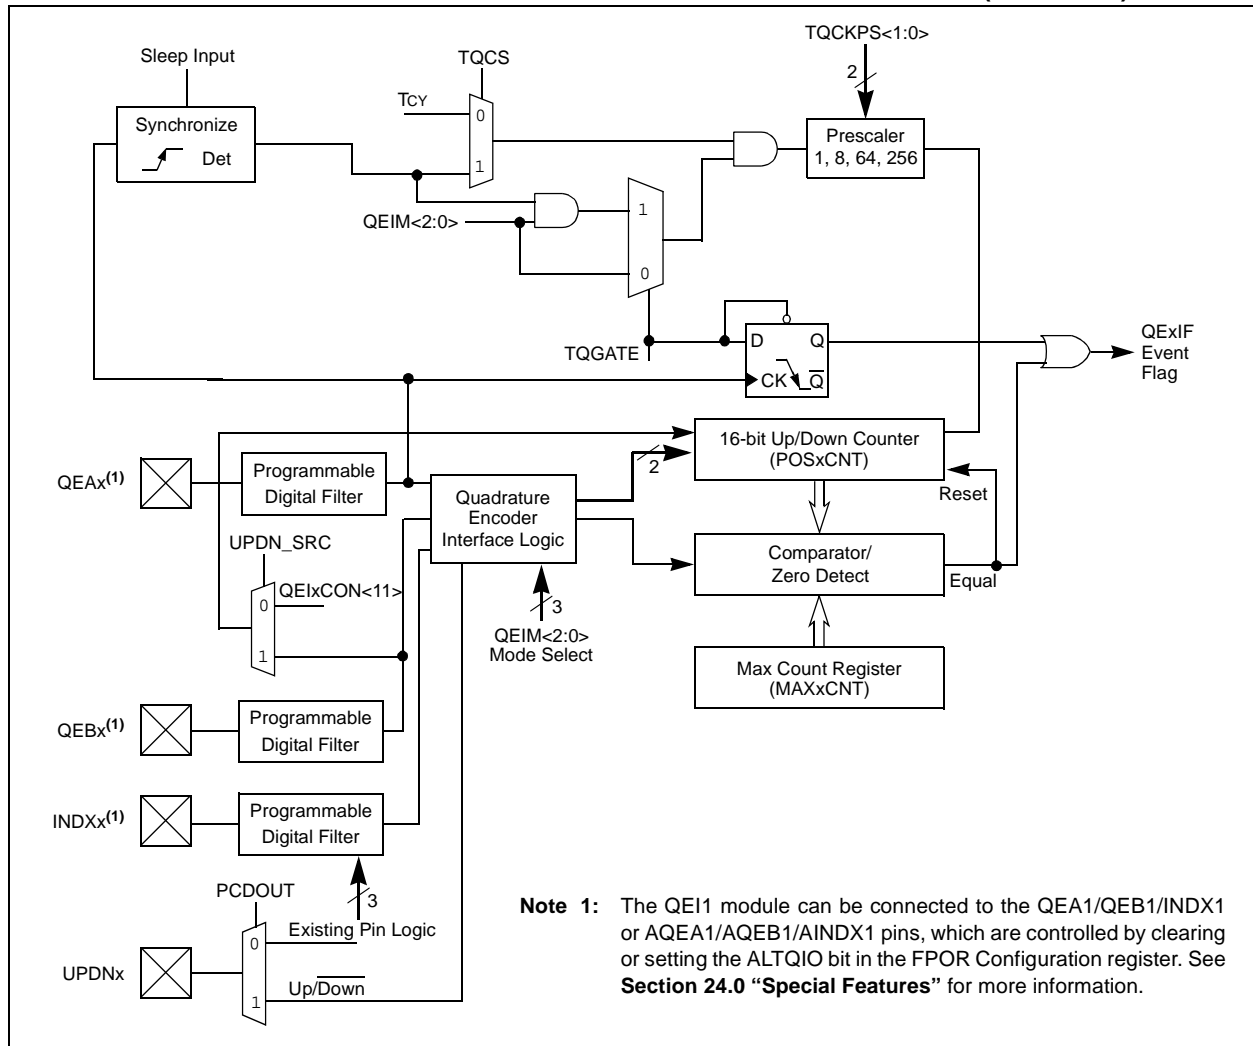 TQCKPS<1:0>
Sleep Input
TQCS
2
TCY
0
Synchronize
Det
Prescaler
1, 8, 64, 256
1
QEIM<2:0>
1
0
D Q
CK Q
TQGATE
QExIF
Event
Flag
16-bit Up/Down Counter
(POSxCNT)
2
QEAx(1)
Programmable
Digital Filter
Quadrature
Encoder
Interface Logic
Reset
UPDN_SRC
QEIxCON<11>
0
1
Comparator/
Zero Detect
Equal
3
QEIM<2:0>
Mode Select
Max Count Register
(MAXxCNT)
QEBx(1)
Programmable
Digital Filter
INDXx(1)
Programmable
Digital Filter
PCDOUT
3
0
Existing Pin Logic
UPDNx
1
Up/Down
Note 1: The QEI1 module can be connected to the QEA1/QEB1/INDX1
or AQEA1/AQEB1/AINDX1 pins, which are controlled by clearing
or setting the ALTQIO bit in the FPOR Configuration register. See
Section 24.0 “Special Features” for more information.